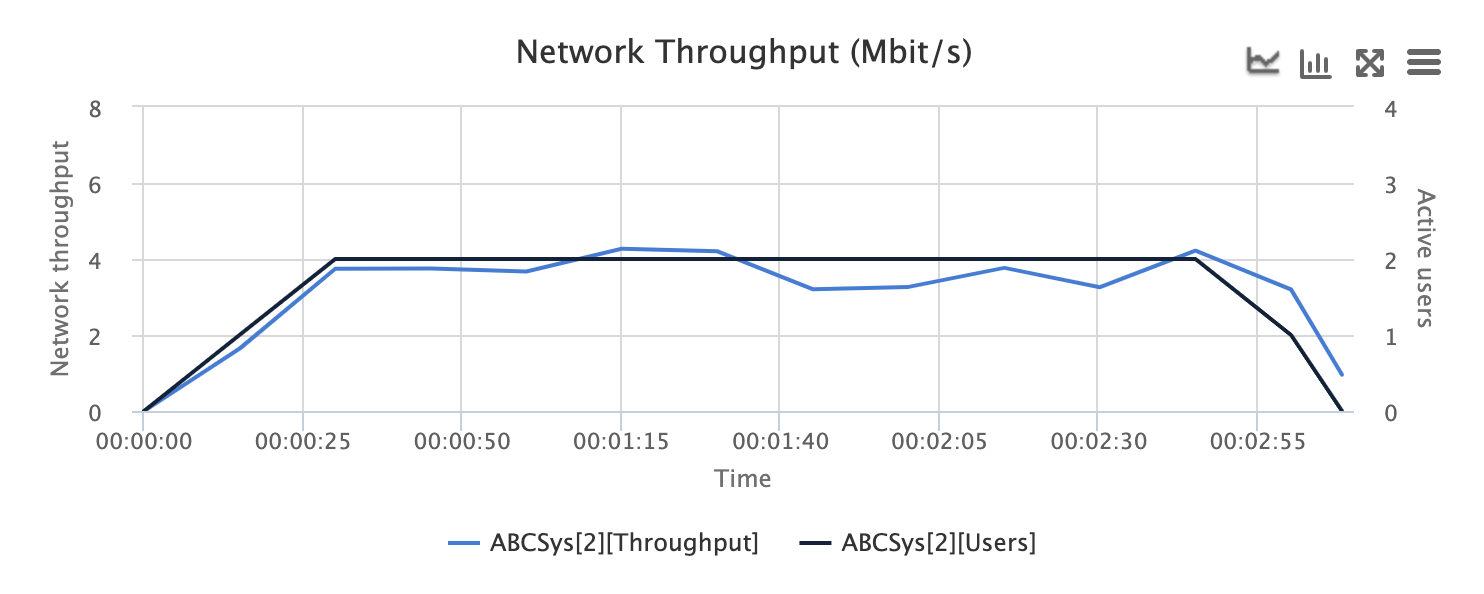 Network Throughput (Mbit/s)
8
6
4
2
0
Network throughput
4
3
2
1
0
Active users
00:00:00 00:00:25 00:00:50 00:01:15 00:01:40 00:02:05 00:02:30 00:02:55
Time
ABCSys[2][Throughput] ABCSys[2][Users]